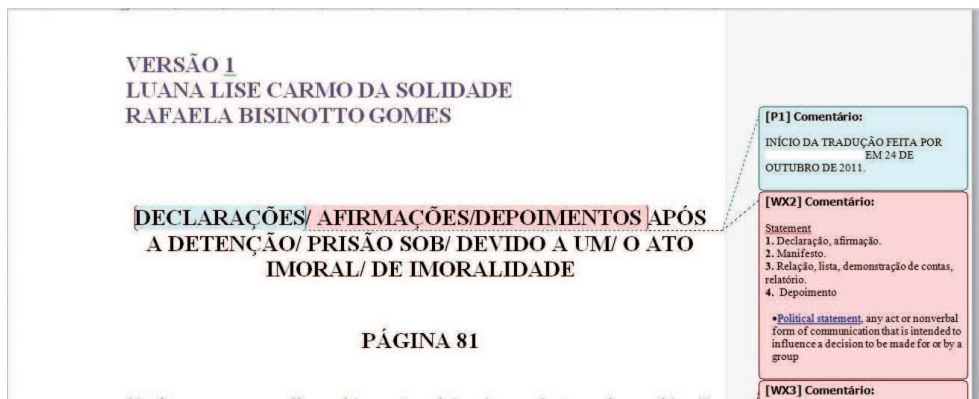 VERSÃO 1
LUANA LISE CARMO DA SOLIDADE
RAFAELA BISINOTTO GOMES
DECLARAÇÕES/ AFIRMAÇÕES/DEPOIMENTOS APÓS
A DETENÇÃO/ PRISÃO SOB/ DEVIDO A UM/ O ATO
IMORAL/ DE IMORALIDADE
PÁGINA 81
[P1] Comentário:
INÍCIO DA TRADUÇÃO FEITA POR
EM 24 DE
OUTUBRO DE 2011.
[WX2] Comentário:
Statement
1. Declaração, afirmação.
2. Manifesto.
3. Relação, lista, demonstração de contas,
relatório.
4. Depoimento
•Political statement, any act or nonverbal
form of communication that is intended to
influence a decision to be made for or by a
group
[WX3] Comentário: